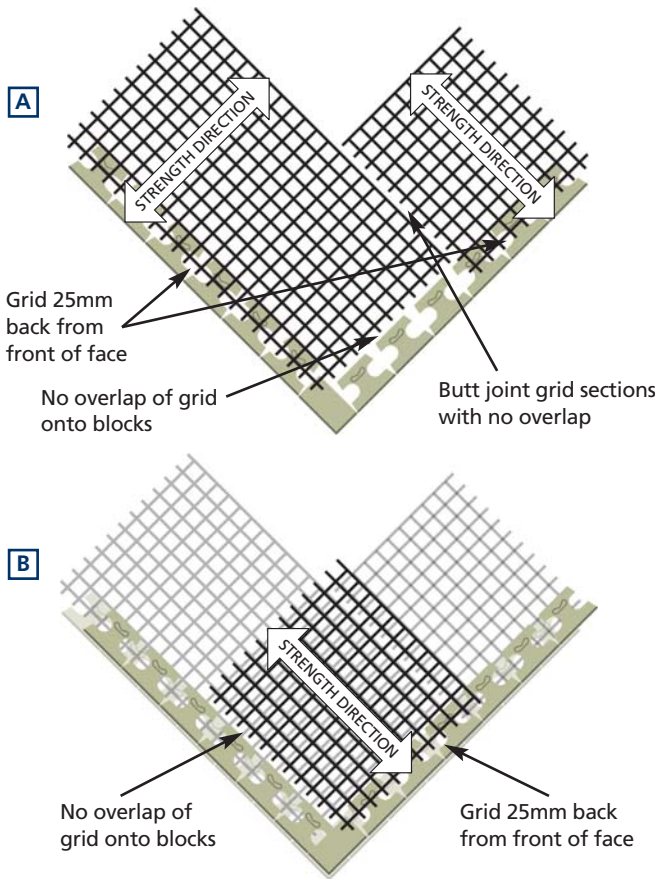 A
STRENGTH DIRECTION
STRENGTH DIRECTION
Grid 25mm
back from
front of face
No overlap of grid
onto blocks
Butt joint grid sections
with no overlap
B
STRENGTH DIRECTION
No overlap of
grid onto blocks
Grid 25mm back
from front of face